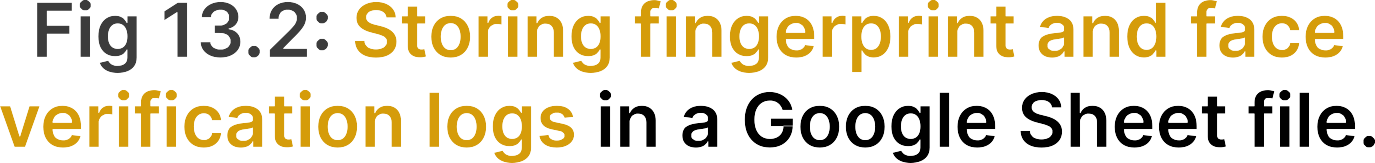 Fig 13.2: Storing fingerprint and face
verification logs in a Google Sheet file.